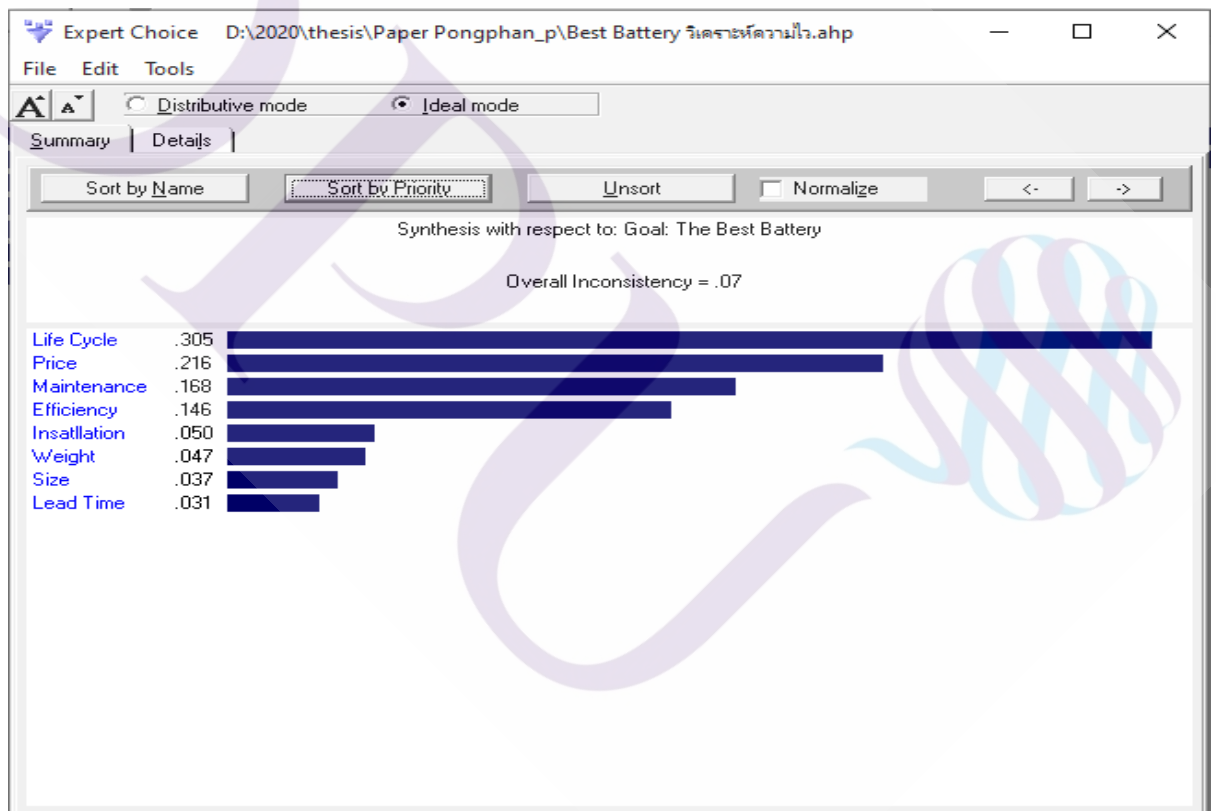 Expert Choice D:\2020\thesis\Paper Pongphan_p\Best Battery วิเคราะห์ความไว.ahp
File Edit Tools
A A Distributive mode Ideal mode
Summary Details
Sort by Name Sort by Priority Unsort Normalize <- ->
Synthesis with respect to: Goal: The Best Battery
Overall Inconsistency = .07
Life Cycle .305
Price .216
Maintenance .168
Efficiency .146
Insatllation .050
Weight .047
Size .037
Lead Time .031